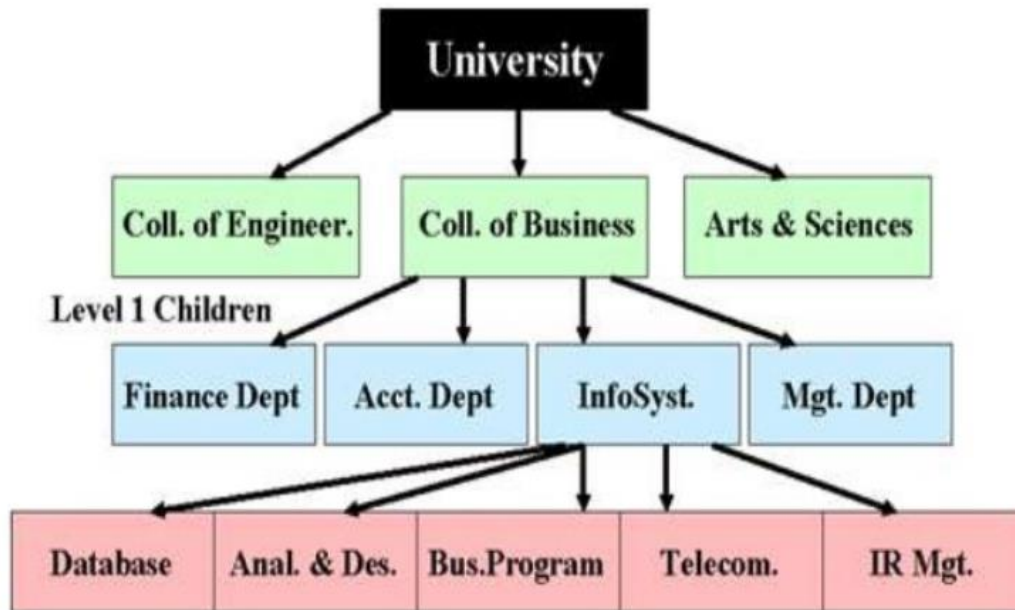 University
Coll. of Engineer.
Coll. of Business
Arts & Sciences
Level 1 Children
Finance Dept
Acct. Dept
InfoSyst.
Mgt. Dept
Database
Anal. & Des.
Bus.Program
Telecom.
IR Mgt.